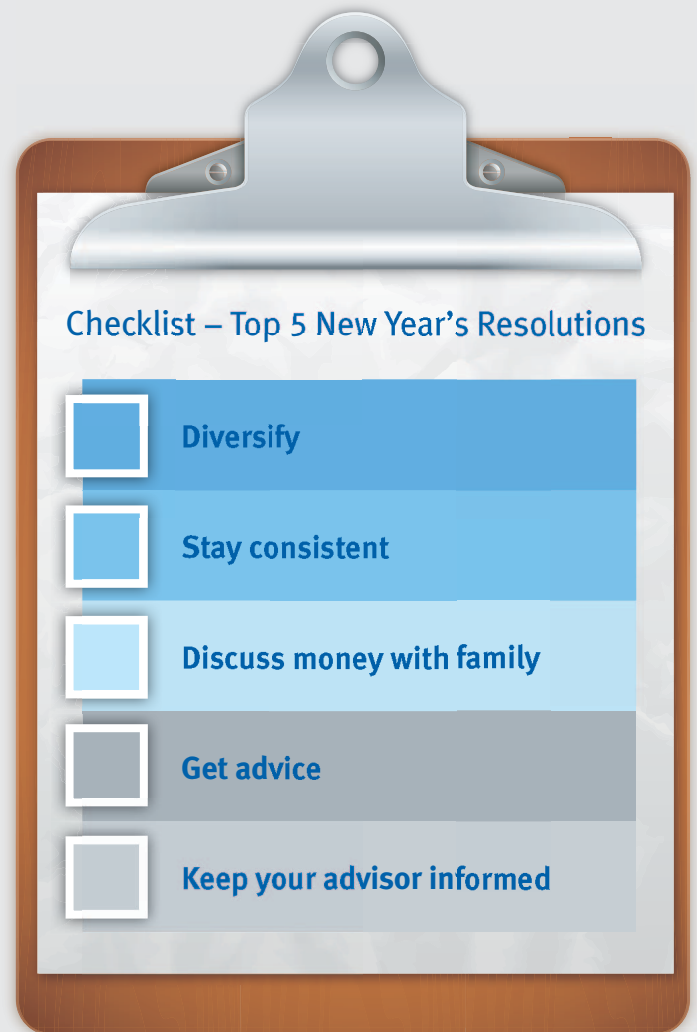 Checklist – Top 5 New Year’s Resolutions
Diversify
Stay consistent
Discuss money with family
Get advice
Keep your advisor informed